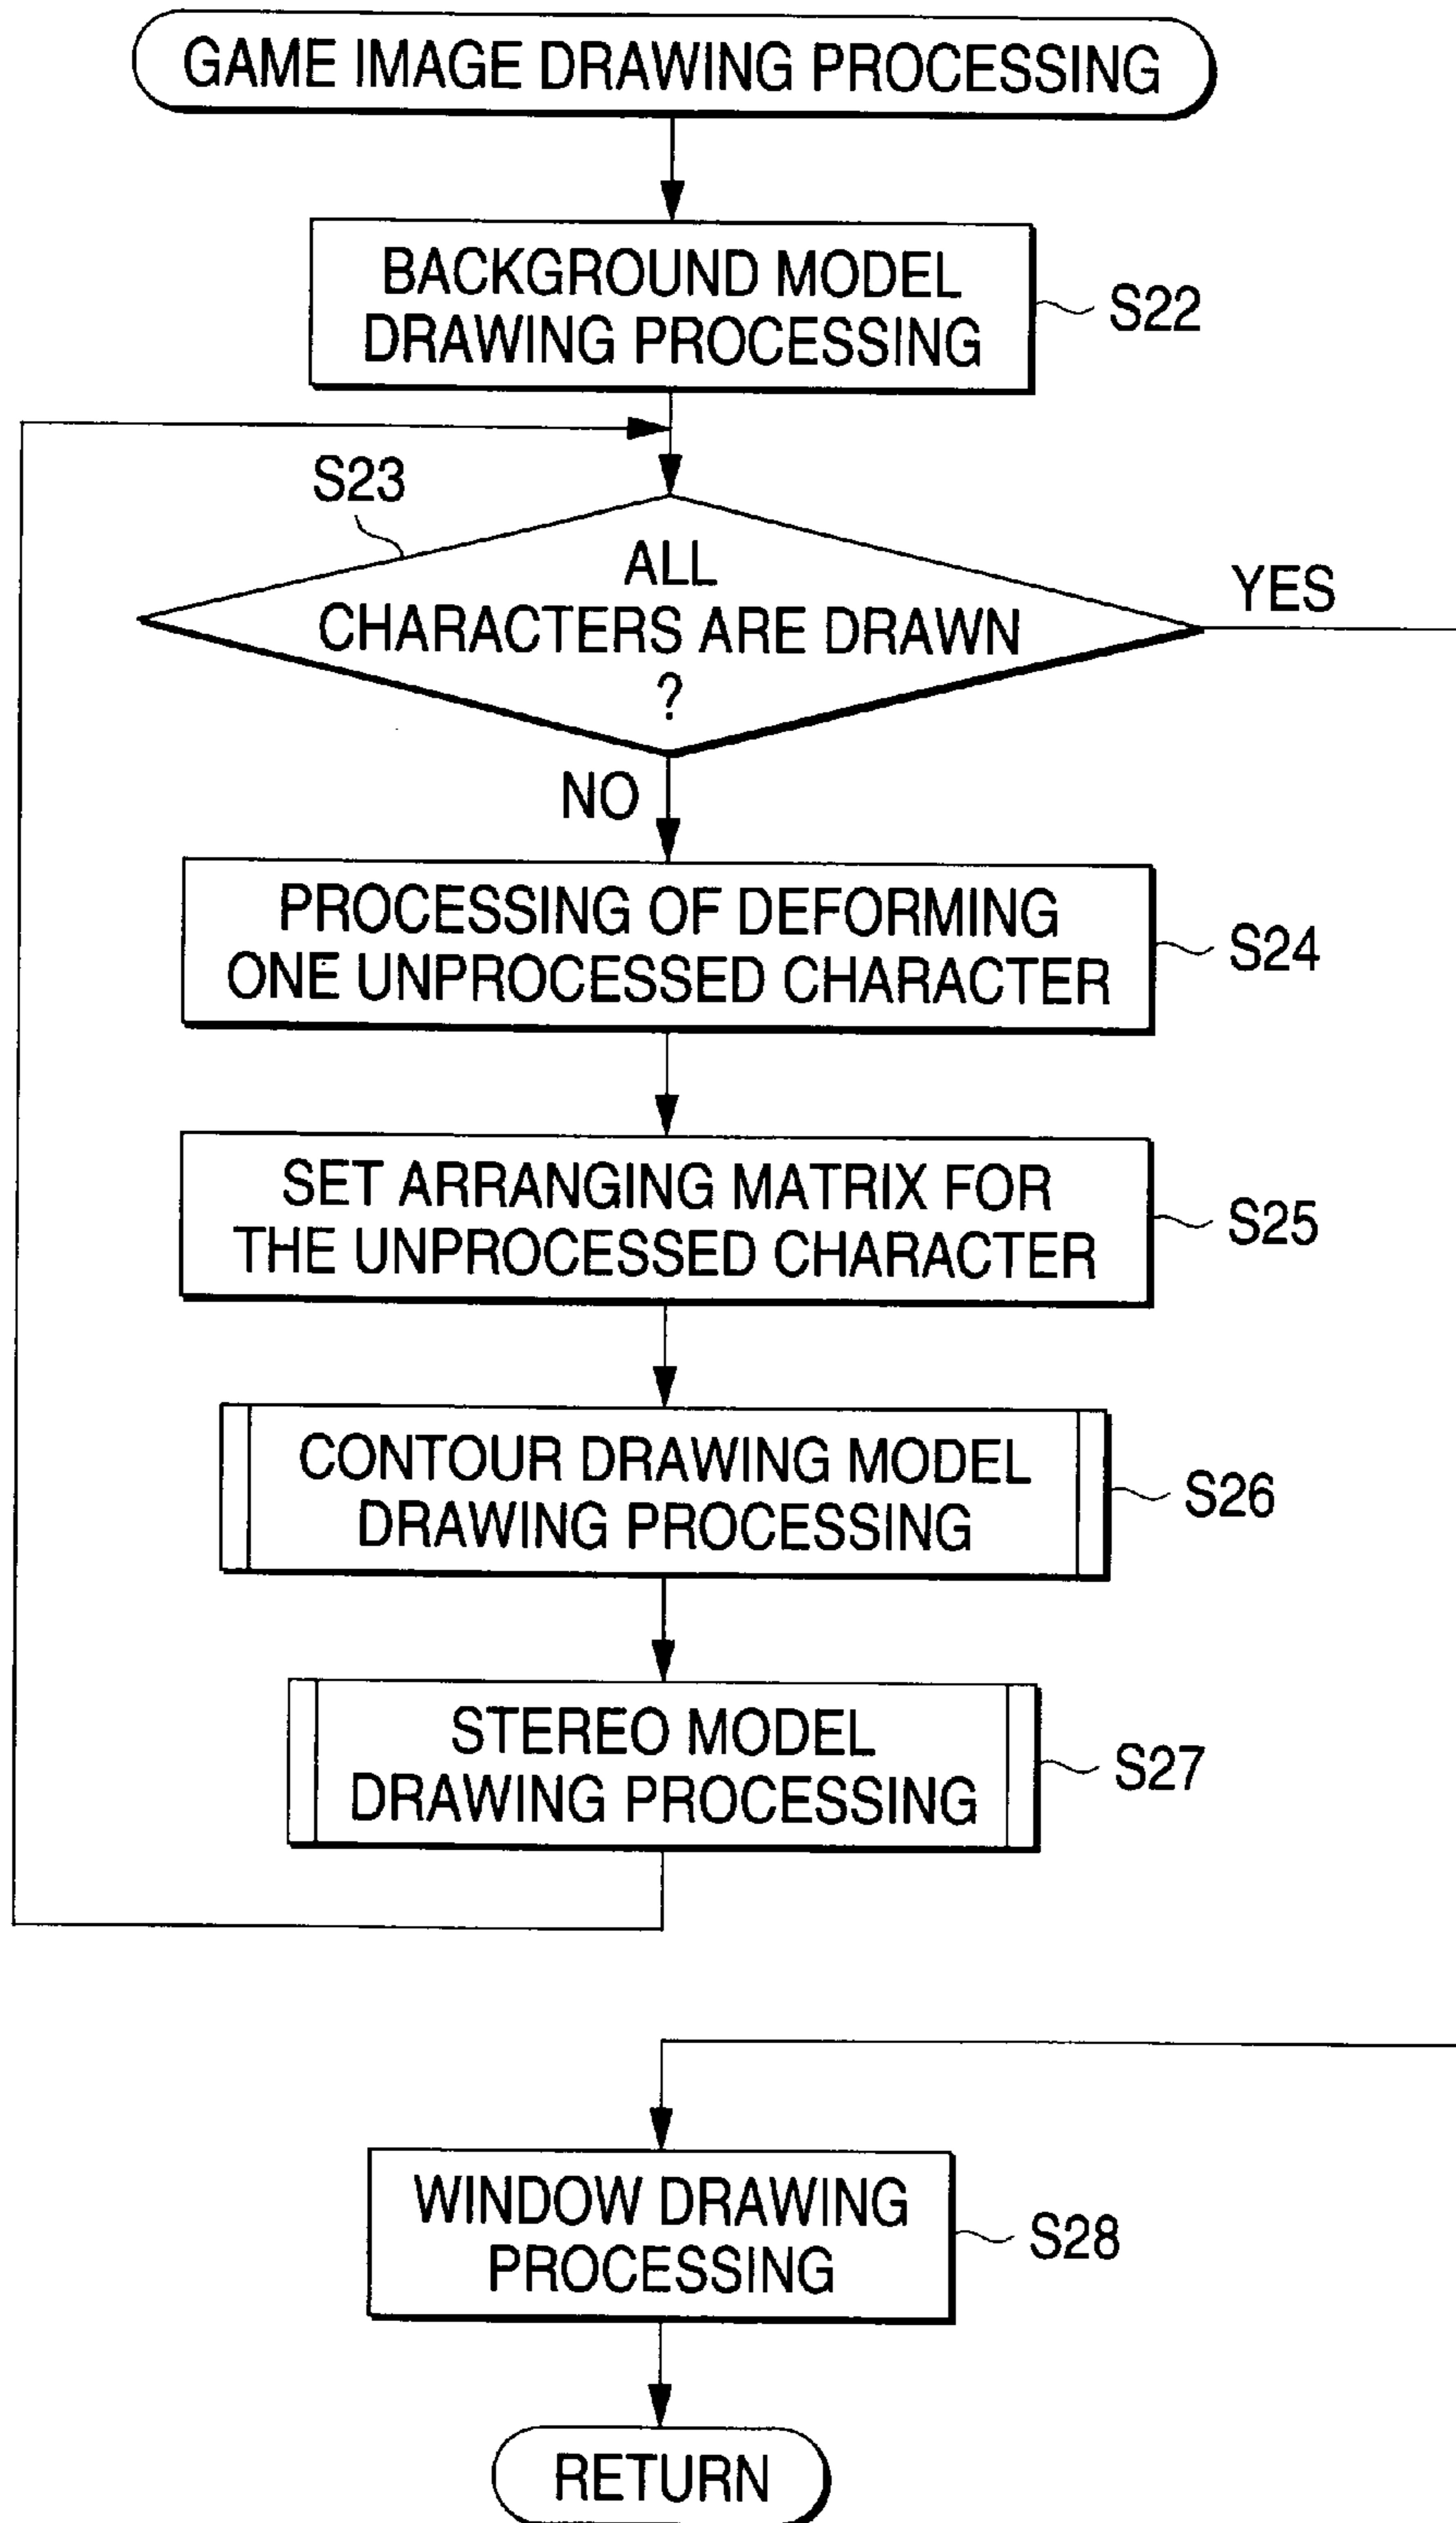 GAME IMAGE DRAWING PROCESSING
BACKGROUND MODEL
DRAWING PROCESSING
S22
S23
ALL
CHARACTERS ARE DRAWN
?
YES
NO
PROCESSING OF DEFORMING
ONE UNPROCESSED CHARACTER
S24
SET ARRANGING MATRIX FOR
THE UNPROCESSED CHARACTER
S25
CONTOUR DRAWING MODEL
DRAWING PROCESSING
S26
STEREO MODEL
DRAWING PROCESSING
S27
WINDOW DRAWING
PROCESSING
S28
RETURN